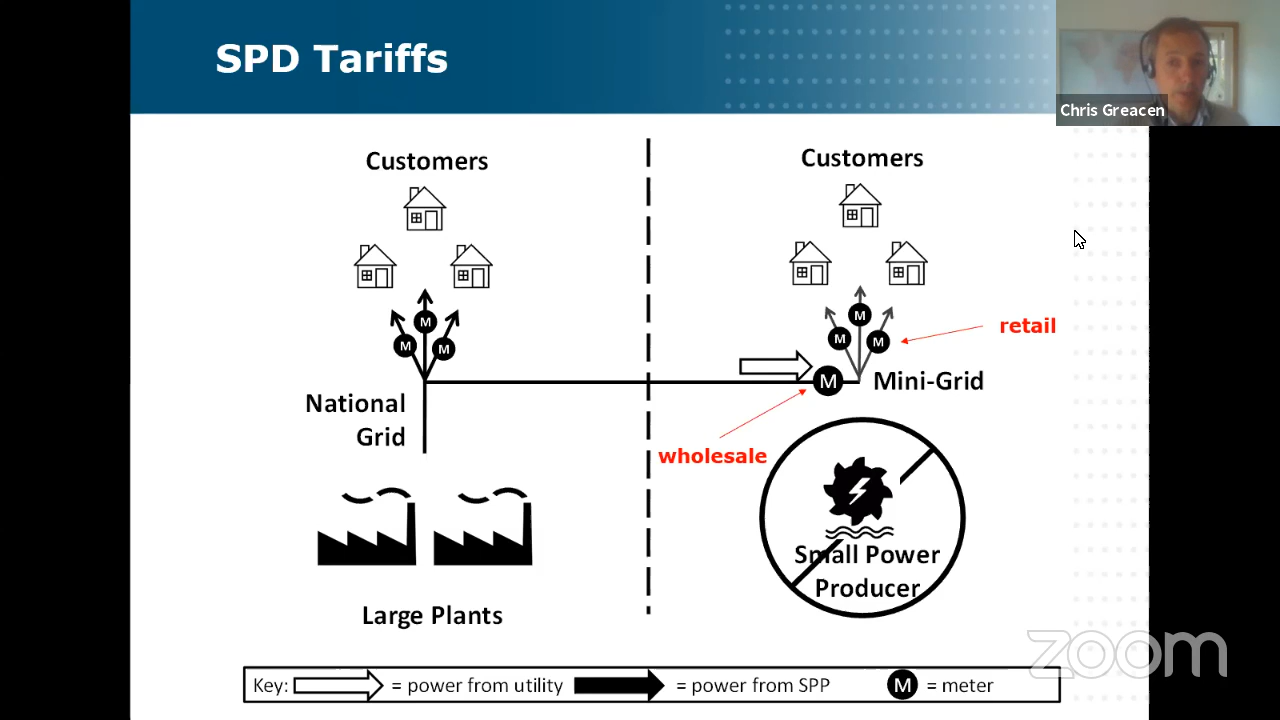 SPD Tariffs
Chris Greacen
Customers
Customers
M
M
M
M
M
M
retail
M
Mini-Grid
National
Grid
wholesale
Small Power
Producer
Large Plants
zoom
Key: = power from utility = power from SPP M = meter